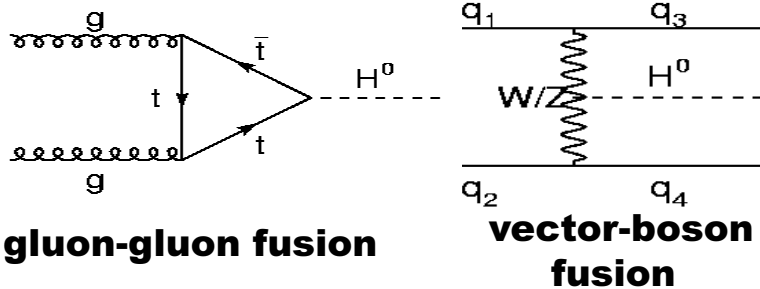 g
t̄
H⁰
t
t
g
gluon-gluon fusion
q₁
q₃
W/Z
H⁰
q₂
q₄
vector-boson
fusion